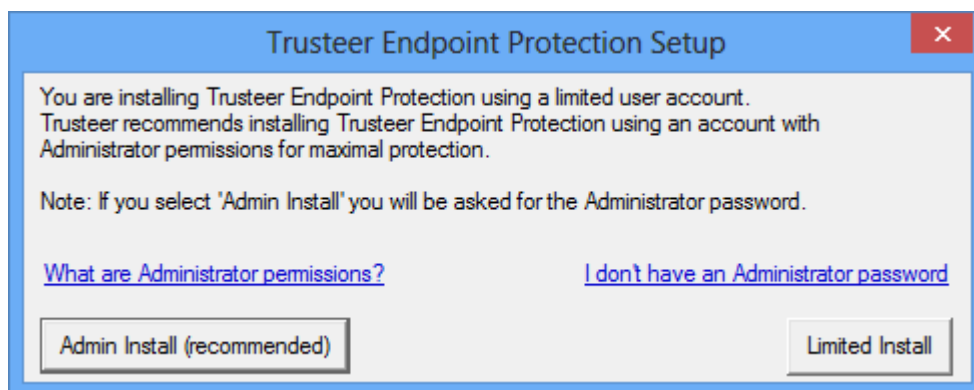 Trusteer Endpoint Protection Setup
You are installing Trusteer Endpoint Protection using a limited user account.
Trusteer recommends installing Trusteer Endpoint Protection using an account with
Administrator permissions for maximal protection.
Note: If you select 'Admin Install' you will be asked for the Administrator password.
What are Administrator permissions? I don't have an Administrator password
Admin Install (recommended) Limited Install